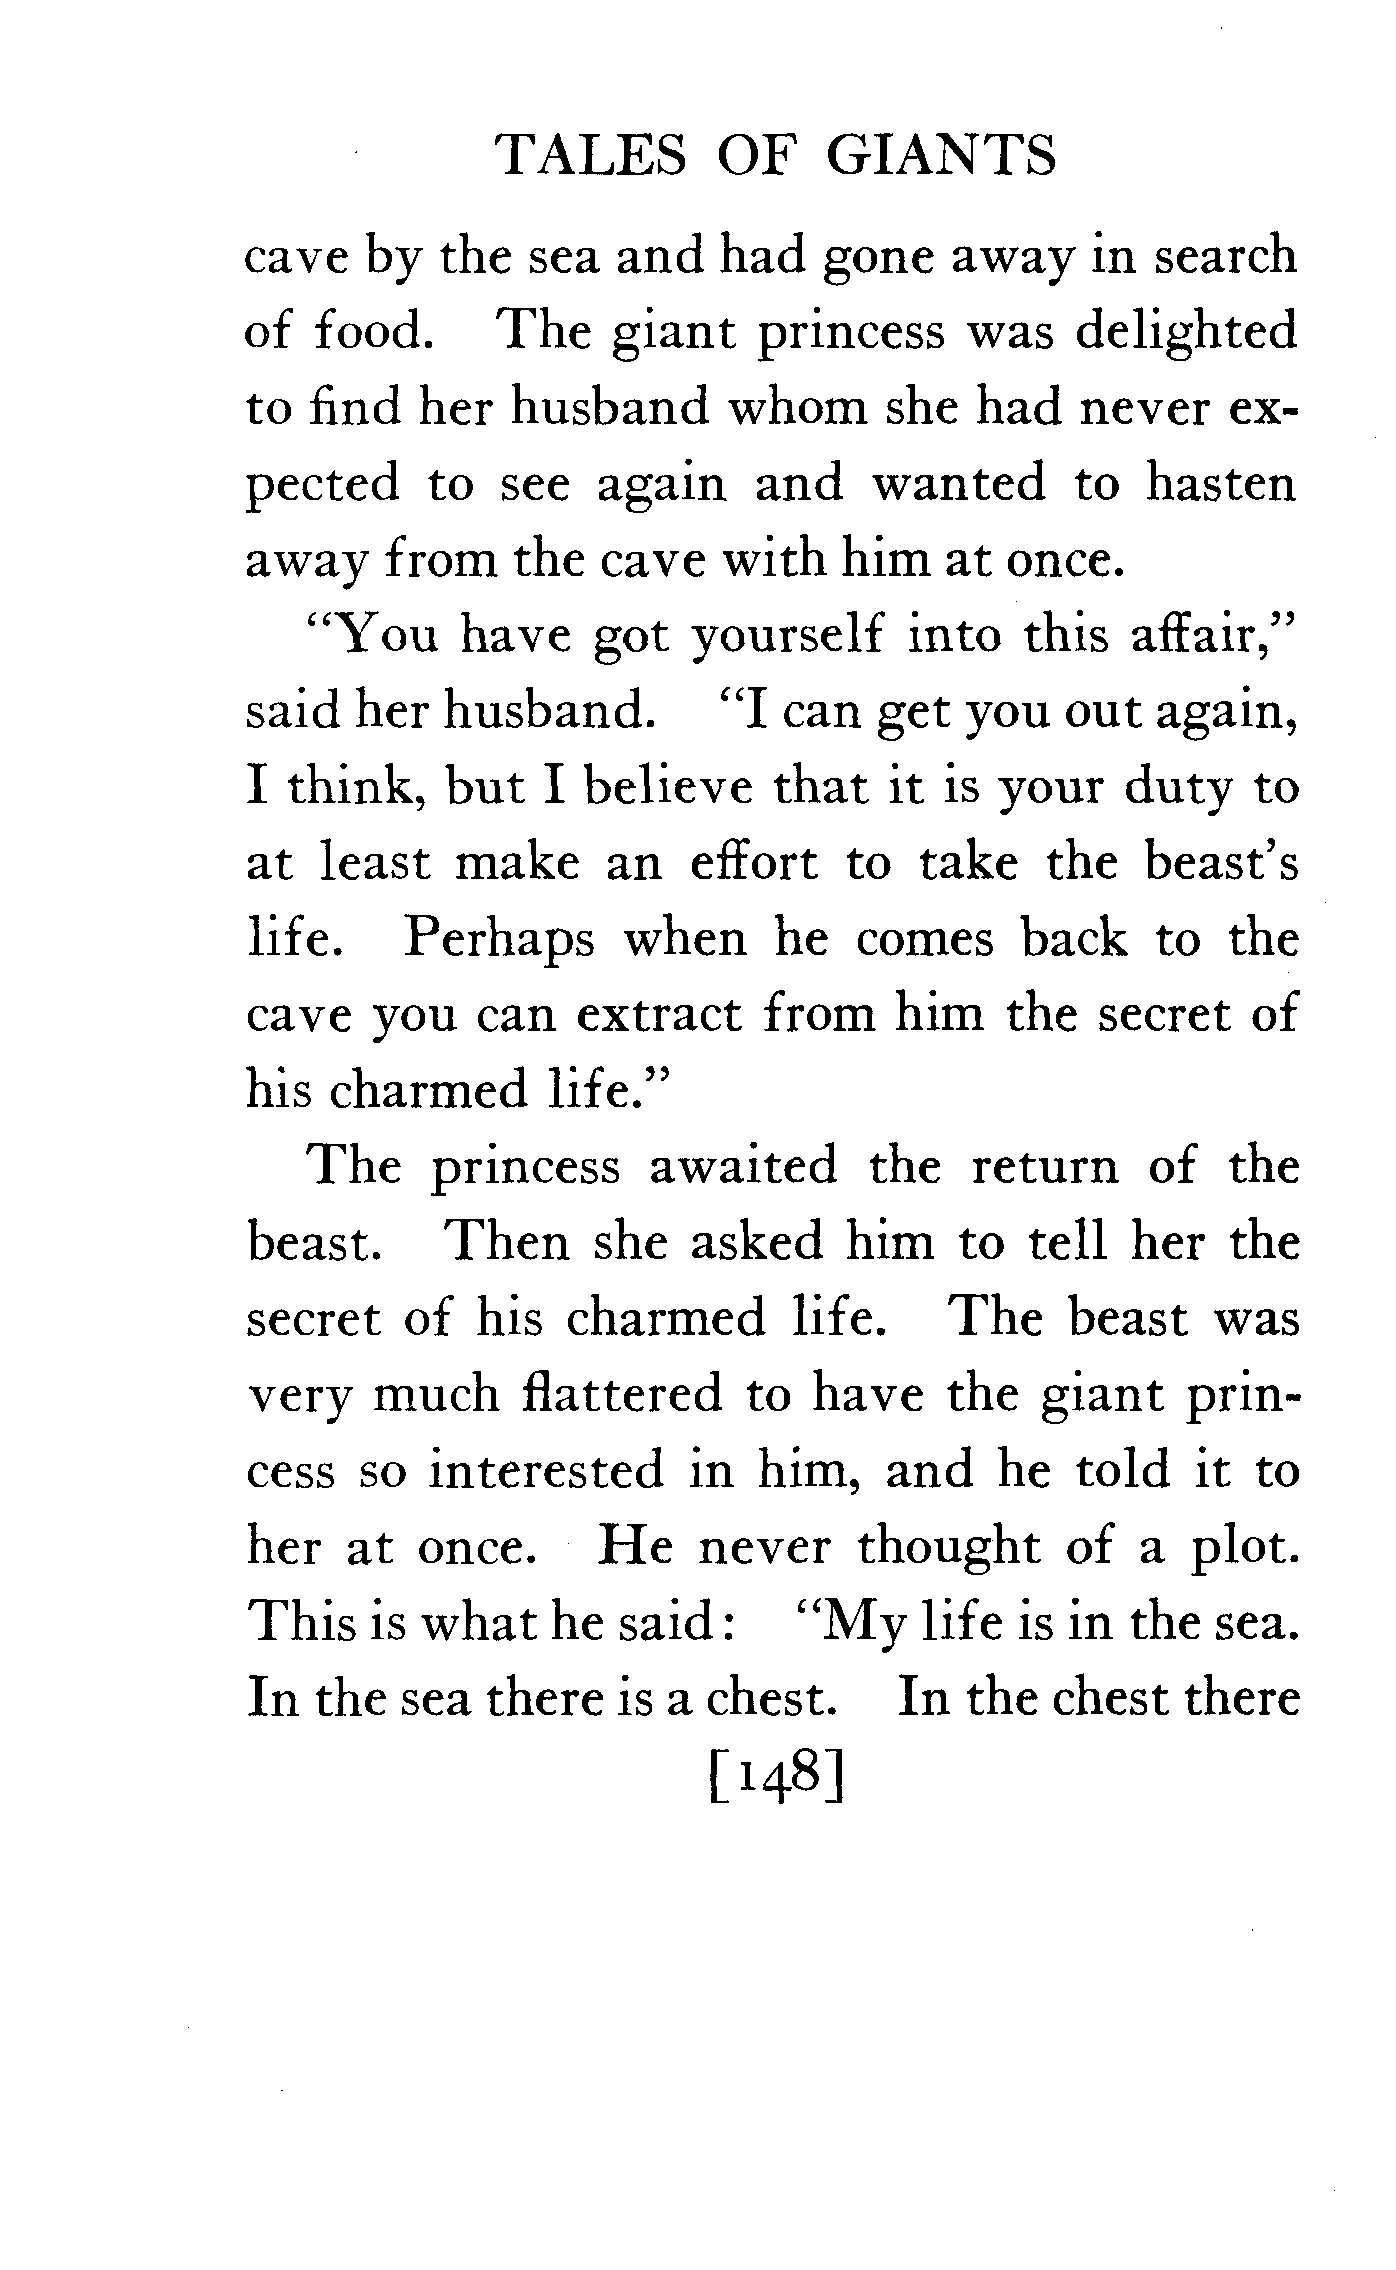 TALES OF GIANTS
cave by the sea and had gone away in search
of food. The giant princess was delighted
to find her husband whom she had never ex-
pected to see again and wanted to hasten
away from the cave with him at once.
"You have got yourself into this affair,"
said her husband. "I can get you out again,
I think, but I believe that it is your duty to
at least make an effort to take the beast's
life. Perhaps when he comes back to the
cave you can extract from him the secret of
his charmed life."
The princess awaited the return of the
beast. Then she asked him to tell her the
secret of his charmed life. The beast was
very much flattered to have the giant prin-
cess so interested in him, and he told it to
her at once. He never thought of a plot.
This is what he said: "My life is in the sea.
In the sea there is a chest. In the chest there
[148]